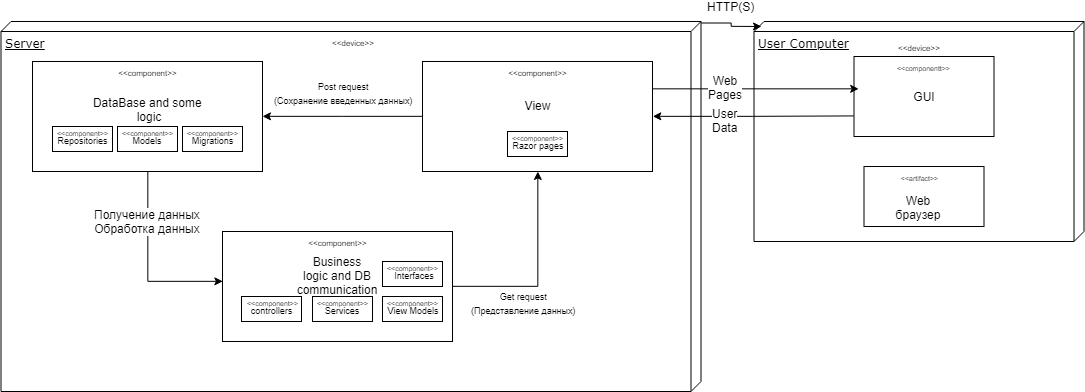 HTTP(S)
Server
<<device>>
<<component>>
DataBase and some
logic
<<component>>
Repositories
<<component>>
Models
<<component>>
Migrations
Post request
(Сохранение введенных данных)
<<component>>
View
<<component>>
Razor pages
Web
Pages
User
Data
User Computer
<<device>>
<<componentt>>
GUI
<<artifact>>
Web
браузер
Получение данных
Обработка данных
<<component>>
Business
logic and DB
communication
<<component>>
Interfaces
<<component>>
controllers
<<component>>
Services
<<component>>
View Models
Get request
(Представление данных)